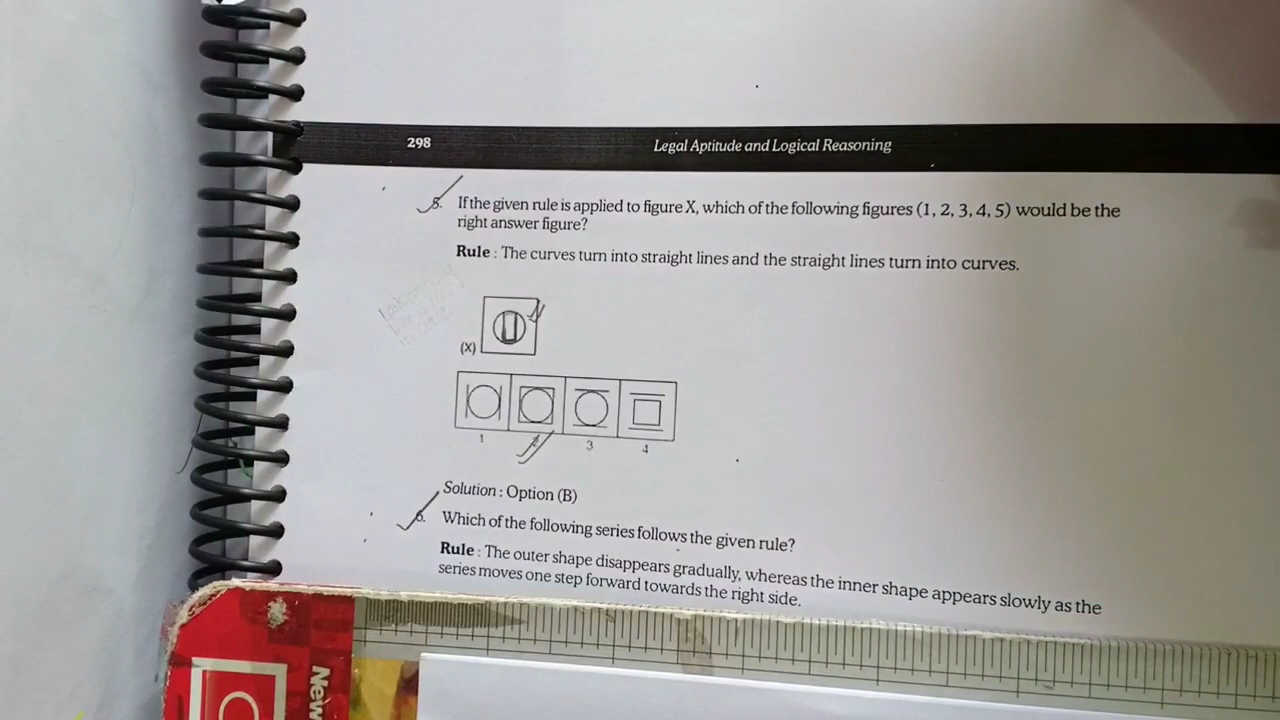 298
Legal Aptitude and Logical Reasoning
5. If the given rule is applied to figure X, which of the following figures (1, 2, 3, 4, 5) would be the
right answer figure?
Rule : The curves turn into straight lines and the straight lines turn into curves.
(X)
1 3 4
Solution : Option (B)
6. Which of the following series follows the given rule?
Rule : The outer shape disappears gradually, whereas the inner shape appears slowly as the
series moves one step forward towards the right side.
New